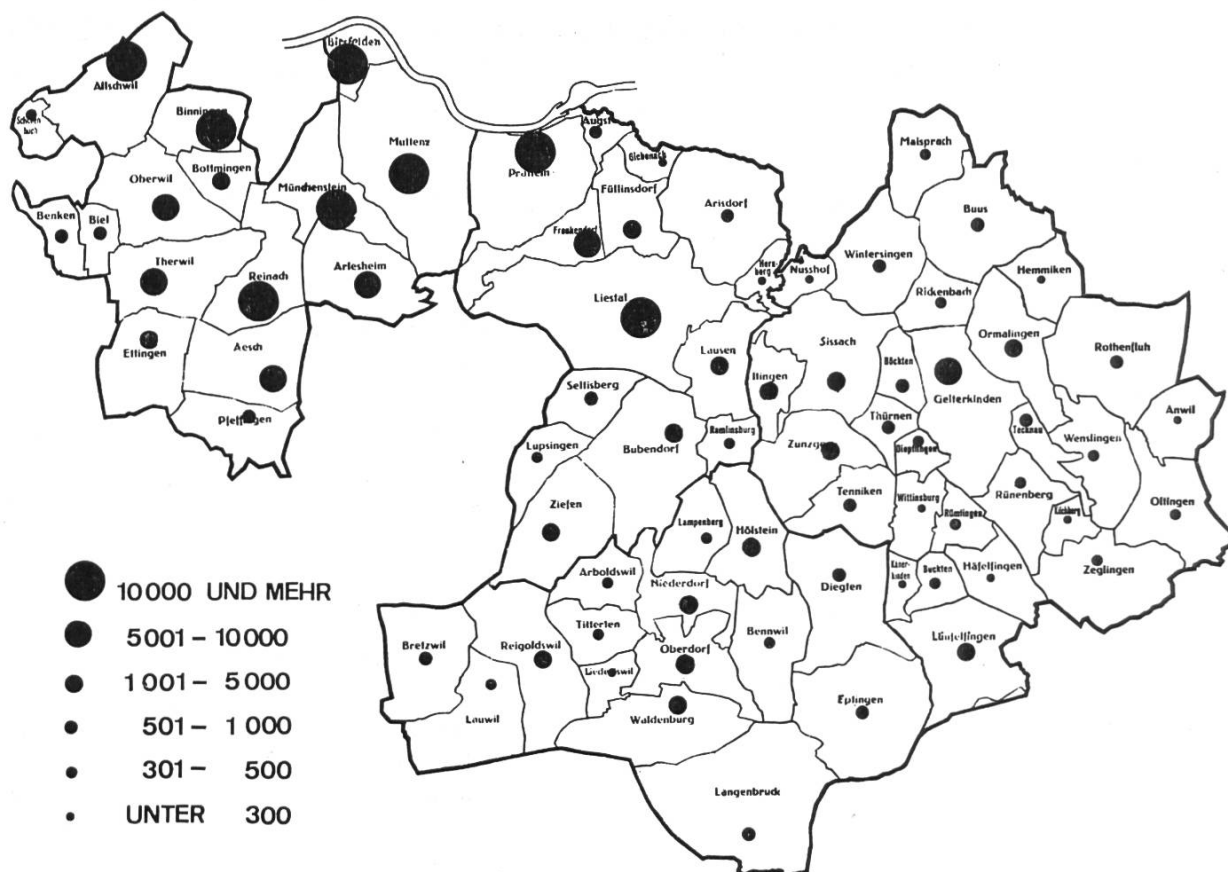 Birsfelden
Allschwil
Binningen
Muttenz
Augst
Pratteln
Giebenach
Maisprach
Bottmingen
Oberwil
Münchenstein
Füllinsdorf
Arisdorf
Buus
Benken
Biel
Frenkendorf
Therwil
Reinach
Arlesheim
Hersberg
Nusshof
Wintersingen
Hemmiken
Rickenbach
Liestal
Ettingen
Aesch
Lausen
Itingen
Sissach
Böckten
Ormalingen
Rothenfluh
Gelterkinden
Pfeffingen
Seltisberg
Bubendorf
Ramlinsburg
Thürnen
Tecknau
Anwil
Lupsingen
Zunzgen
Diepflingen
Wenslingen
Ziefen
Lampenberg
Hölstein
Tenniken
Wittinsburg
Rümlingen
Rünenberg
Oltingen
Arboldswil
Niederdorf
Diegten
Buckten
Häfelfingen
Zeglingen
Titterten
Bretzwil
Reigoldswil
Oberdorf
Bennwil
Läufelfingen
Liedertswil
Lauwil
Waldenburg
Eptingen
Langenbruck
10000 UND MEHR
5001 – 10000
1001 – 5000
501 – 1000
301 – 500
UNTER 300